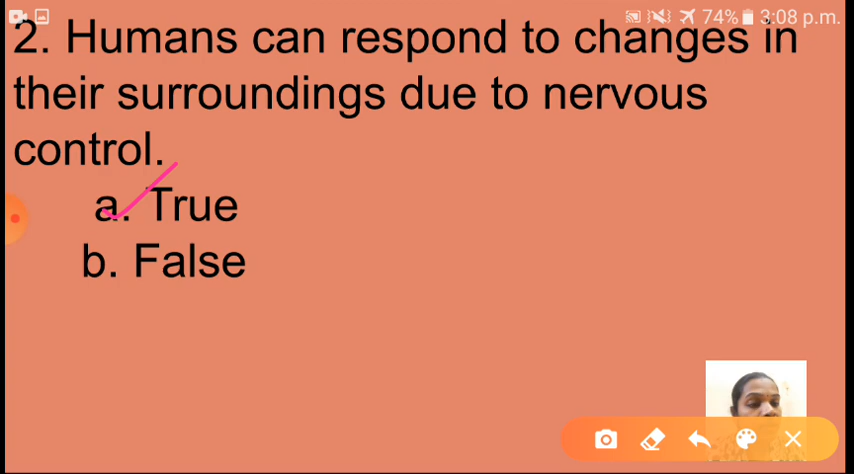 74% 3:08 p.m.
2. Humans can respond to changes in
their surroundings due to nervous
control.
a. True
b. False